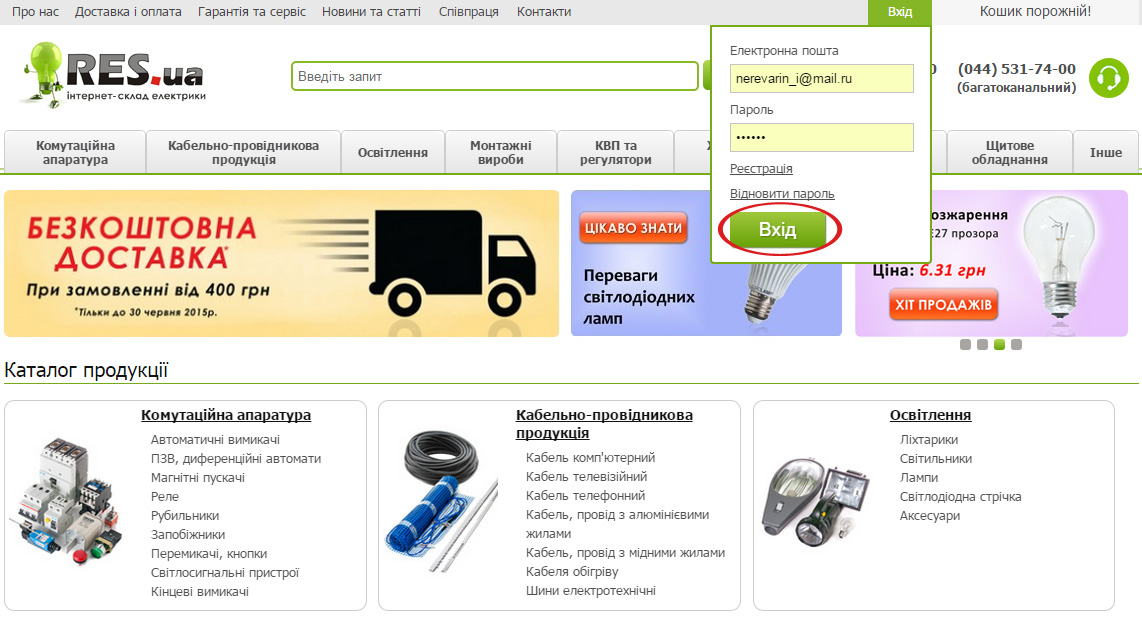 Про нас Доставка і оплата Гарантія та сервіс Новини та статті Співпраця Контакти Вхід Кошик порожній!
RES.ua
інтернет-склад електрики
Введіть запит
Електронна пошта
nerevarin_i@mail.ru
Пароль
••••••
Реєстрація
Відновити пароль
Вхід
0 (044) 531-74-00
(багатоканальний)
Комутаційна
апаратура
Кабельно-провідникова
продукція
Освітлення
Монтажні
вироби
КВП та
регулятори
Щитове
обладнання
Інше
БЕЗКОШТОВНА
ДОСТАВКА*
При замовленні від 400 грн
*Тільки до 30 червня 2015р.
ЦІКАВО ЗНАТИ
Переваги
світлодіодних
ламп
розжарення
E27 прозора
Ціна: 6.31 грн
ХІТ ПРОДАЖІВ
Каталог продукції
Комутаційна апаратура
Автоматичні вимикачі
ПЗВ, диференційні автомати
Магнітні пускачі
Реле
Рубильники
Запобіжники
Перемикачі, кнопки
Світлосигнальні пристрої
Кінцеві вимикачі
Кабельно-провідникова
продукція
Кабель комп'ютерний
Кабель телевізійний
Кабель телефонний
Кабель, провід з алюмінієвими
жилами
Кабель, провід з мідними жилами
Кабеля обігріву
Шини електротехнічні
Освітлення
Ліхтарики
Світильники
Лампи
Світлодіодна стрічка
Аксесуари